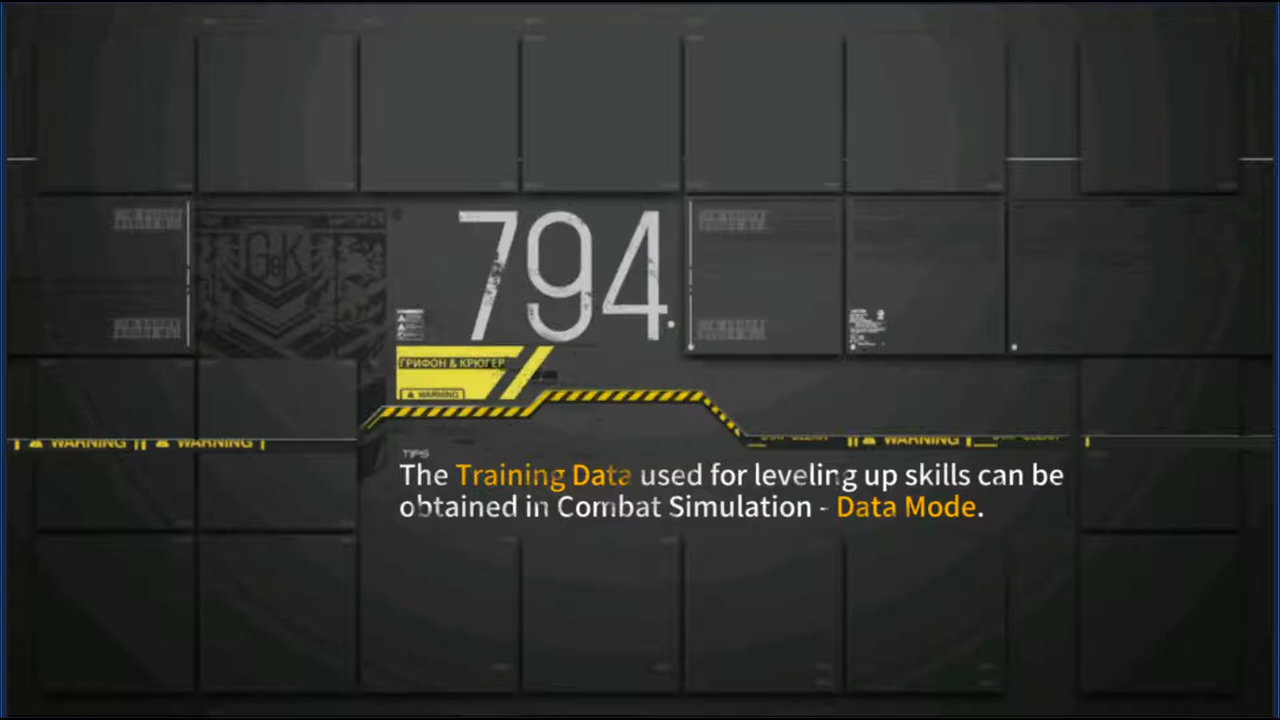 G&K
794.
ГРИФОН & КРЮГЕР
WARNING
WARNING WARNING
WARNING
TIPS
The Training Data used for leveling up skills can be
obtained in Combat Simulation - Data Mode.